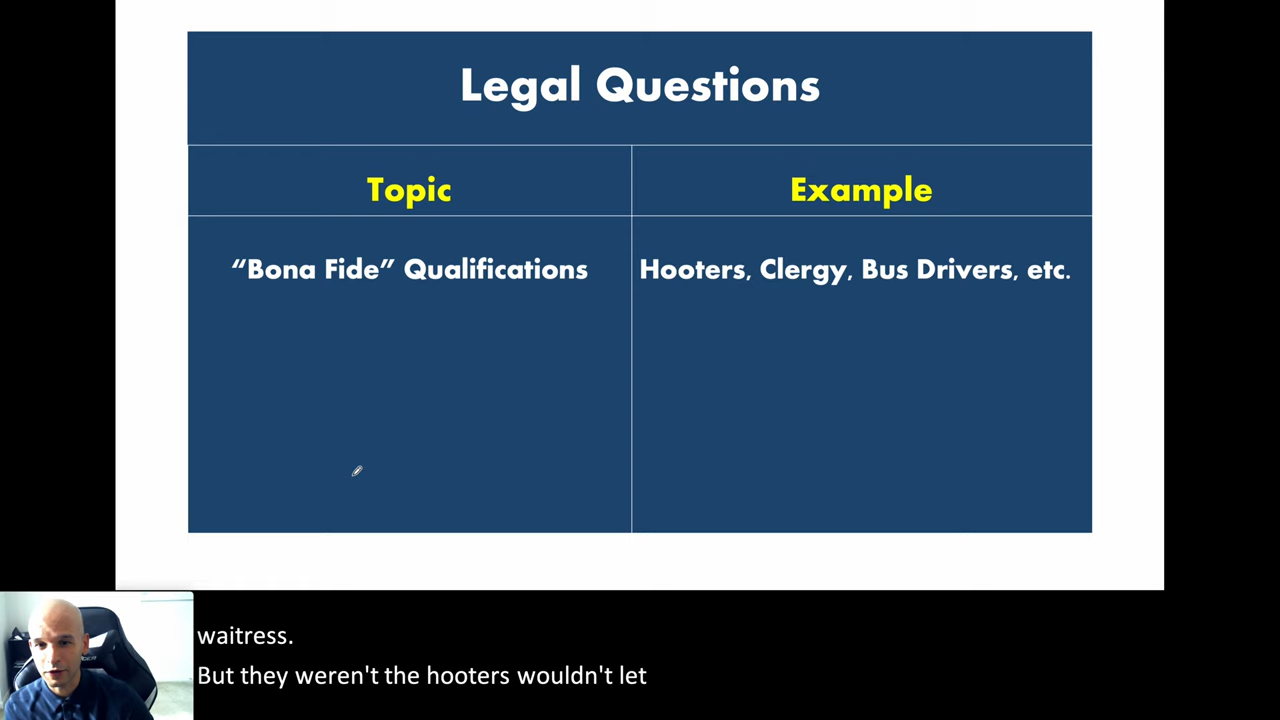 Legal Questions
Topic
Example
“Bona Fide” Qualifications
Hooters, Clergy, Bus Drivers, etc.
waitress.
But they weren't the hooters wouldn't let